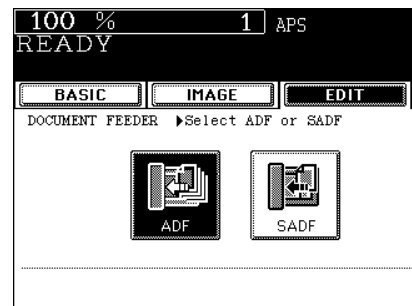 100 % 1 APS
READY
BASIC IMAGE EDIT
DOCUMENT FEEDER ▶Select ADF or SADF
ADF SADF